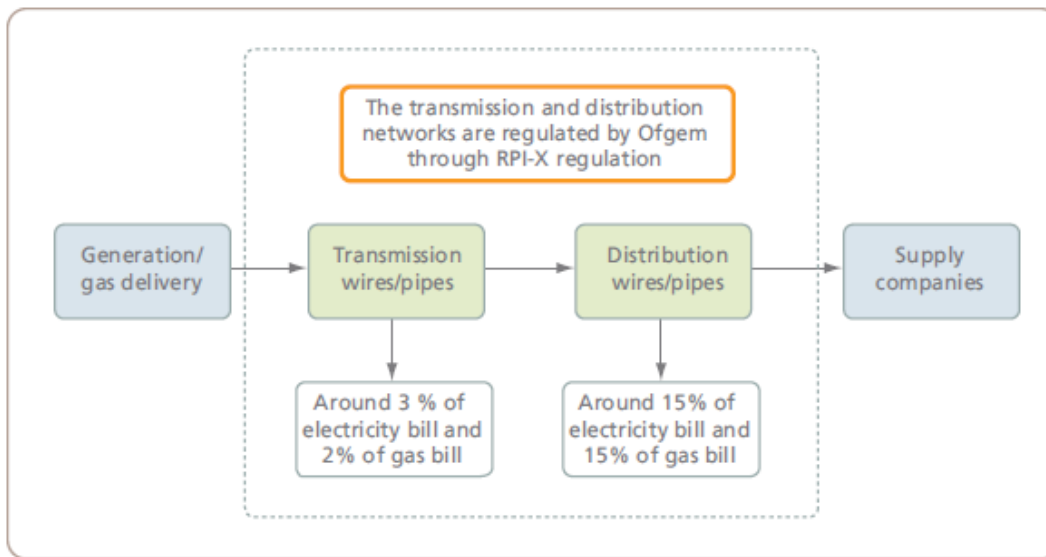 The transmission and distribution
networks are regulated by Ofgem
through RPI-X regulation
Generation/
gas delivery
Transmission
wires/pipes
Distribution
wires/pipes
Supply
companies
Around 3 % of
electricity bill and
2% of gas bill
Around 15% of
electricity bill and
15% of gas bill